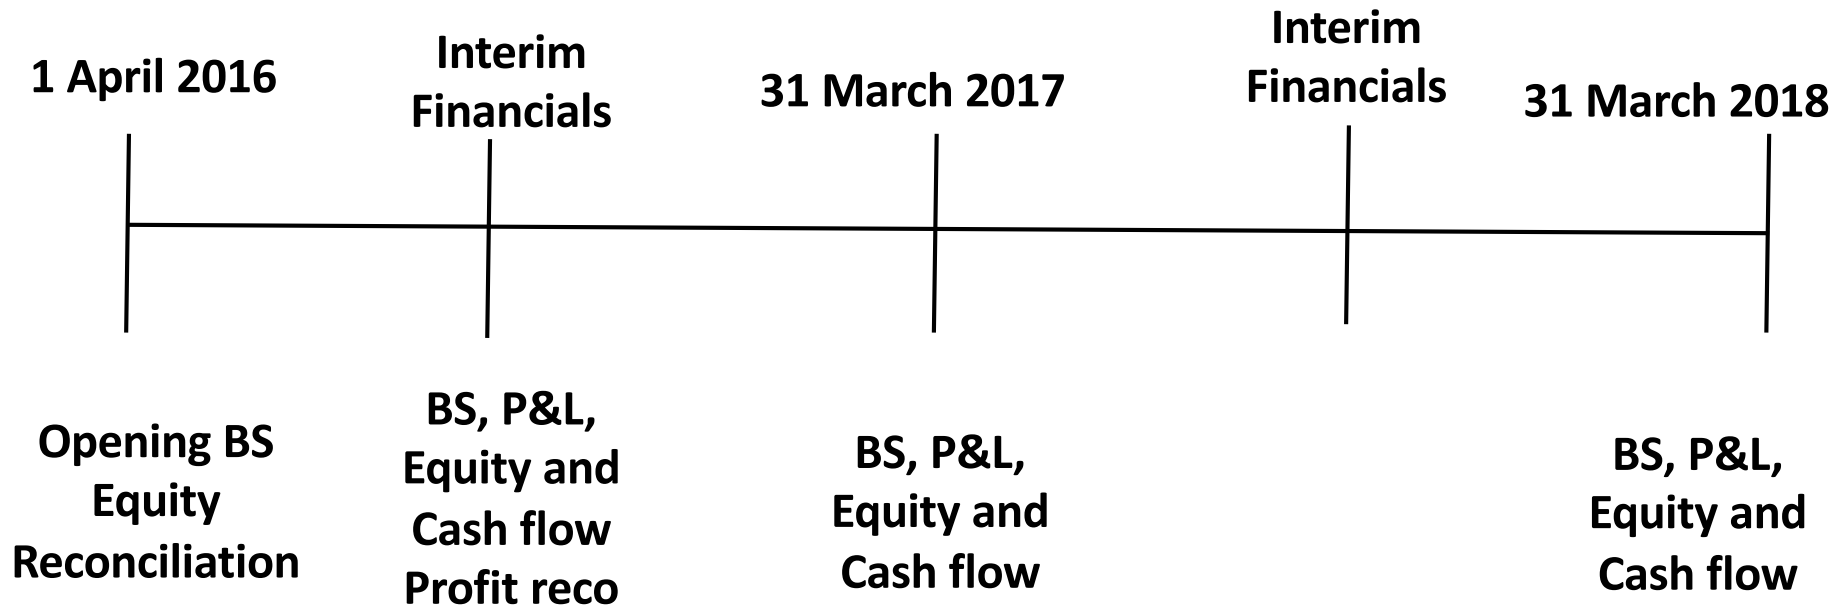 1 April 2016
Interim
Financials
31 March 2017
Interim
Financials
31 March 2018
Opening BS
Equity
Reconciliation
BS, P&L,
Equity and
Cash flow
Profit reco
BS, P&L,
Equity and
Cash flow
BS, P&L,
Equity and
Cash flow